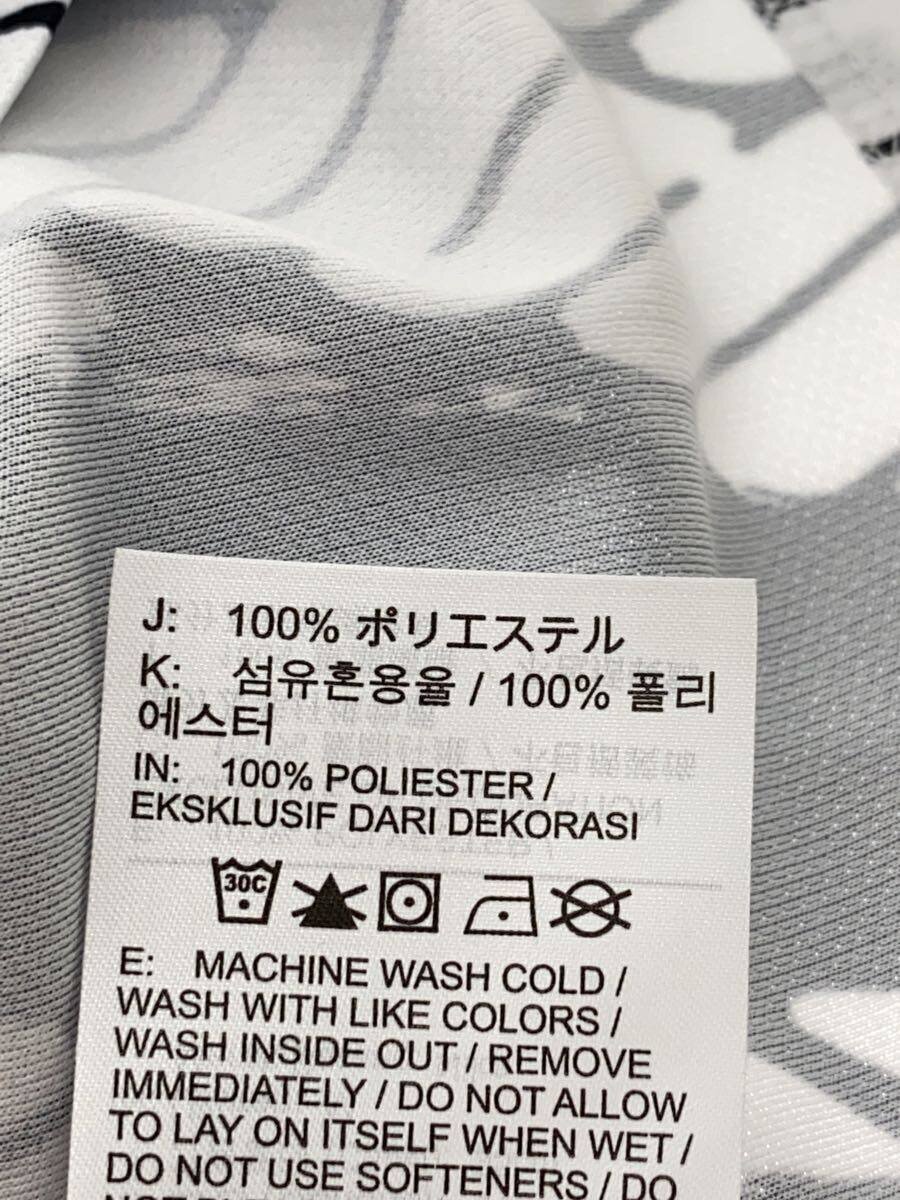 J: 100% ポリエステル
K: 섬유혼용율 / 100% 폴리
에스터
IN: 100% POLIESTER /
EKSKLUSIF DARI DEKORASI
30C
E: MACHINE WASH COLD /
WASH WITH LIKE COLORS /
WASH INSIDE OUT / REMOVE
IMMEDIATELY / DO NOT ALLOW
TO LAY ON ITSELF WHEN WET /
DO NOT USE SOFTENERS / DO